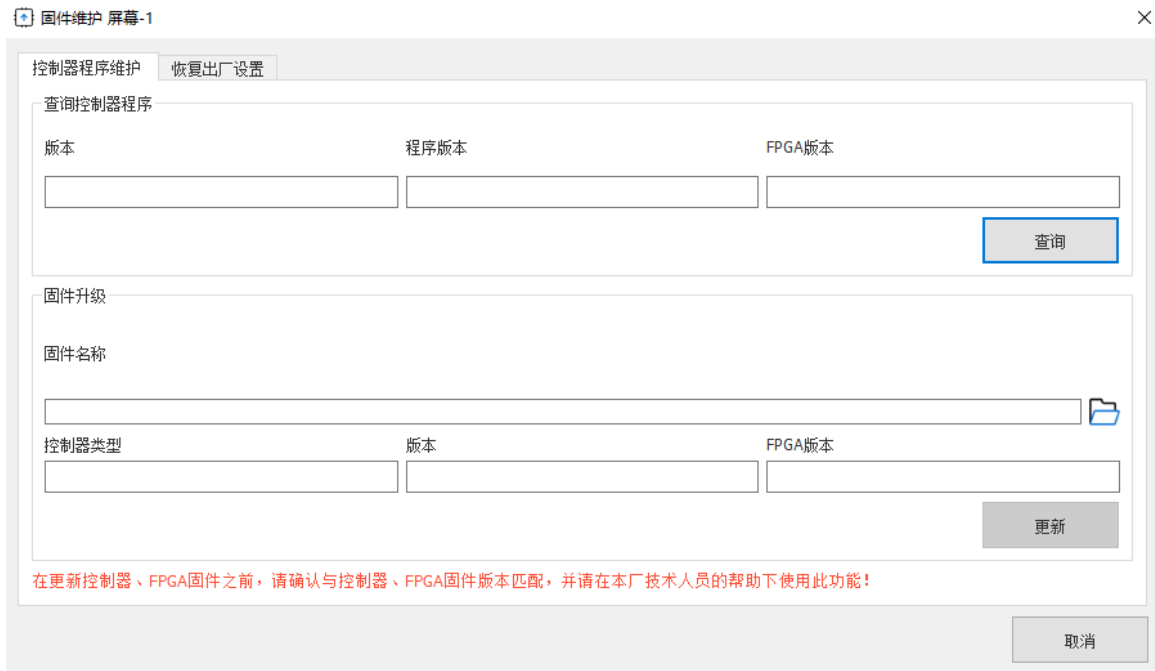 固件维护 屏幕-1
控制器程序维护 恢复出厂设置
查询控制器程序
版本 程序版本 FPGA版本
查询
固件升级
固件名称
控制器类型 版本 FPGA版本
更新
在更新控制器、FPGA固件之前，请确认与控制器、FPGA固件版本匹配，并请在本厂技术人员的帮助下使用此功能！
取消